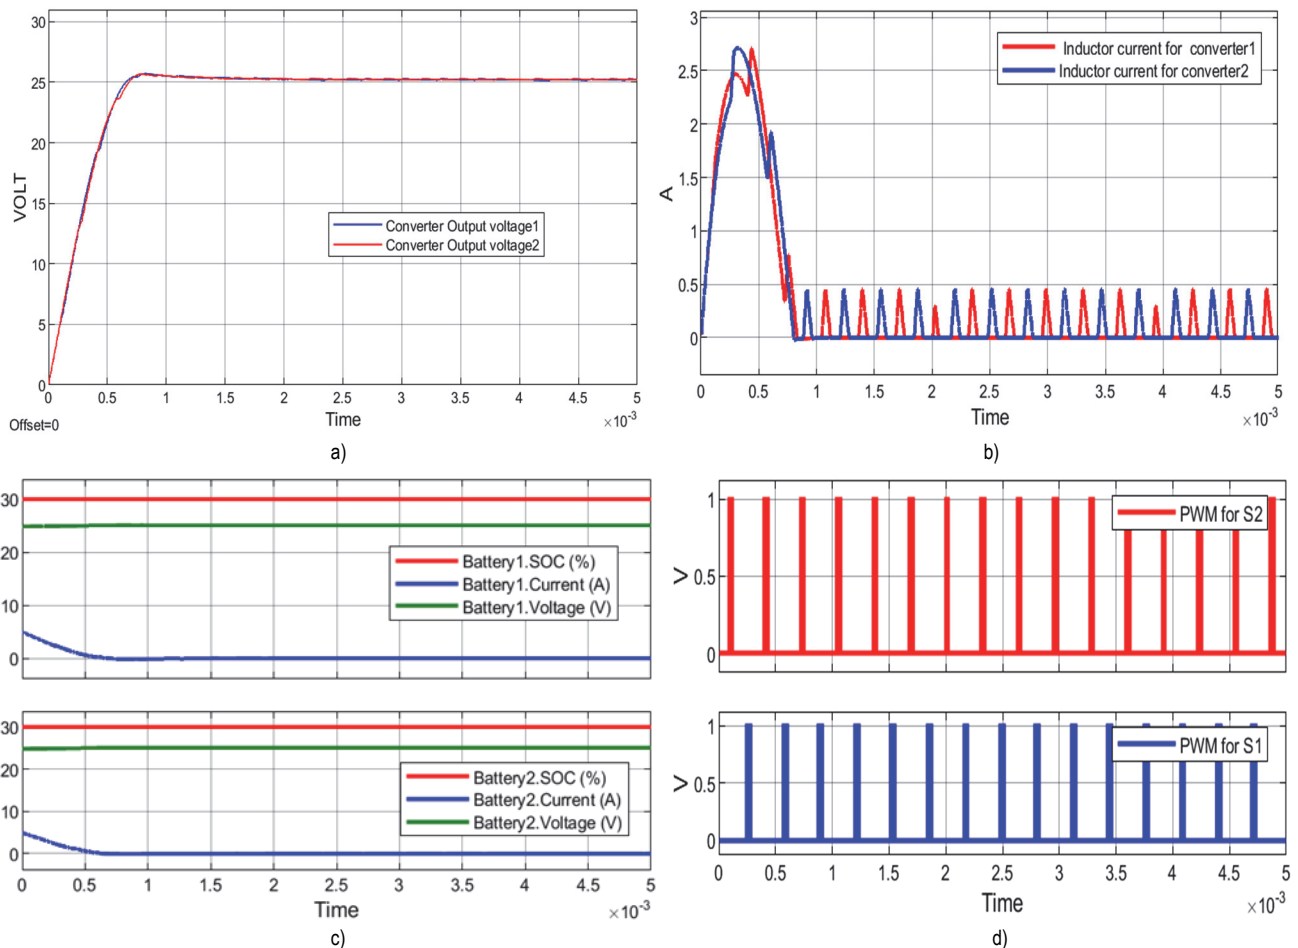 30
25
20
15
10
5
0
VOLT
Converter Output voltage1
Converter Output voltage2
0 0.5 1 1.5 2 2.5 3 3.5 4 4.5 5
Time
×10-3
Offset=0
a)
3
2.5
2
1.5
1
0.5
0
A
Inductor current for converter1
Inductor current for converter2
0 0.5 1 1.5 2 2.5 3 3.5 4 4.5 5
Time
×10-3
b)
30
20
10
0
Battery1.SOC (%)
Battery1.Current (A)
Battery1.Voltage (V)
30
20
10
0
Battery2.SOC (%)
Battery2.Current (A)
Battery2.Voltage (V)
0 0.5 1 1.5 2 2.5 3 3.5 4 4.5 5
Time
×10-3
c)
1
0.5
0
V
PWM for S2
1
0.5
0
V
PWM for S1
0 0.5 1 1.5 2 2.5 3 3.5 4 4.5 5
Time
×10-3
d)